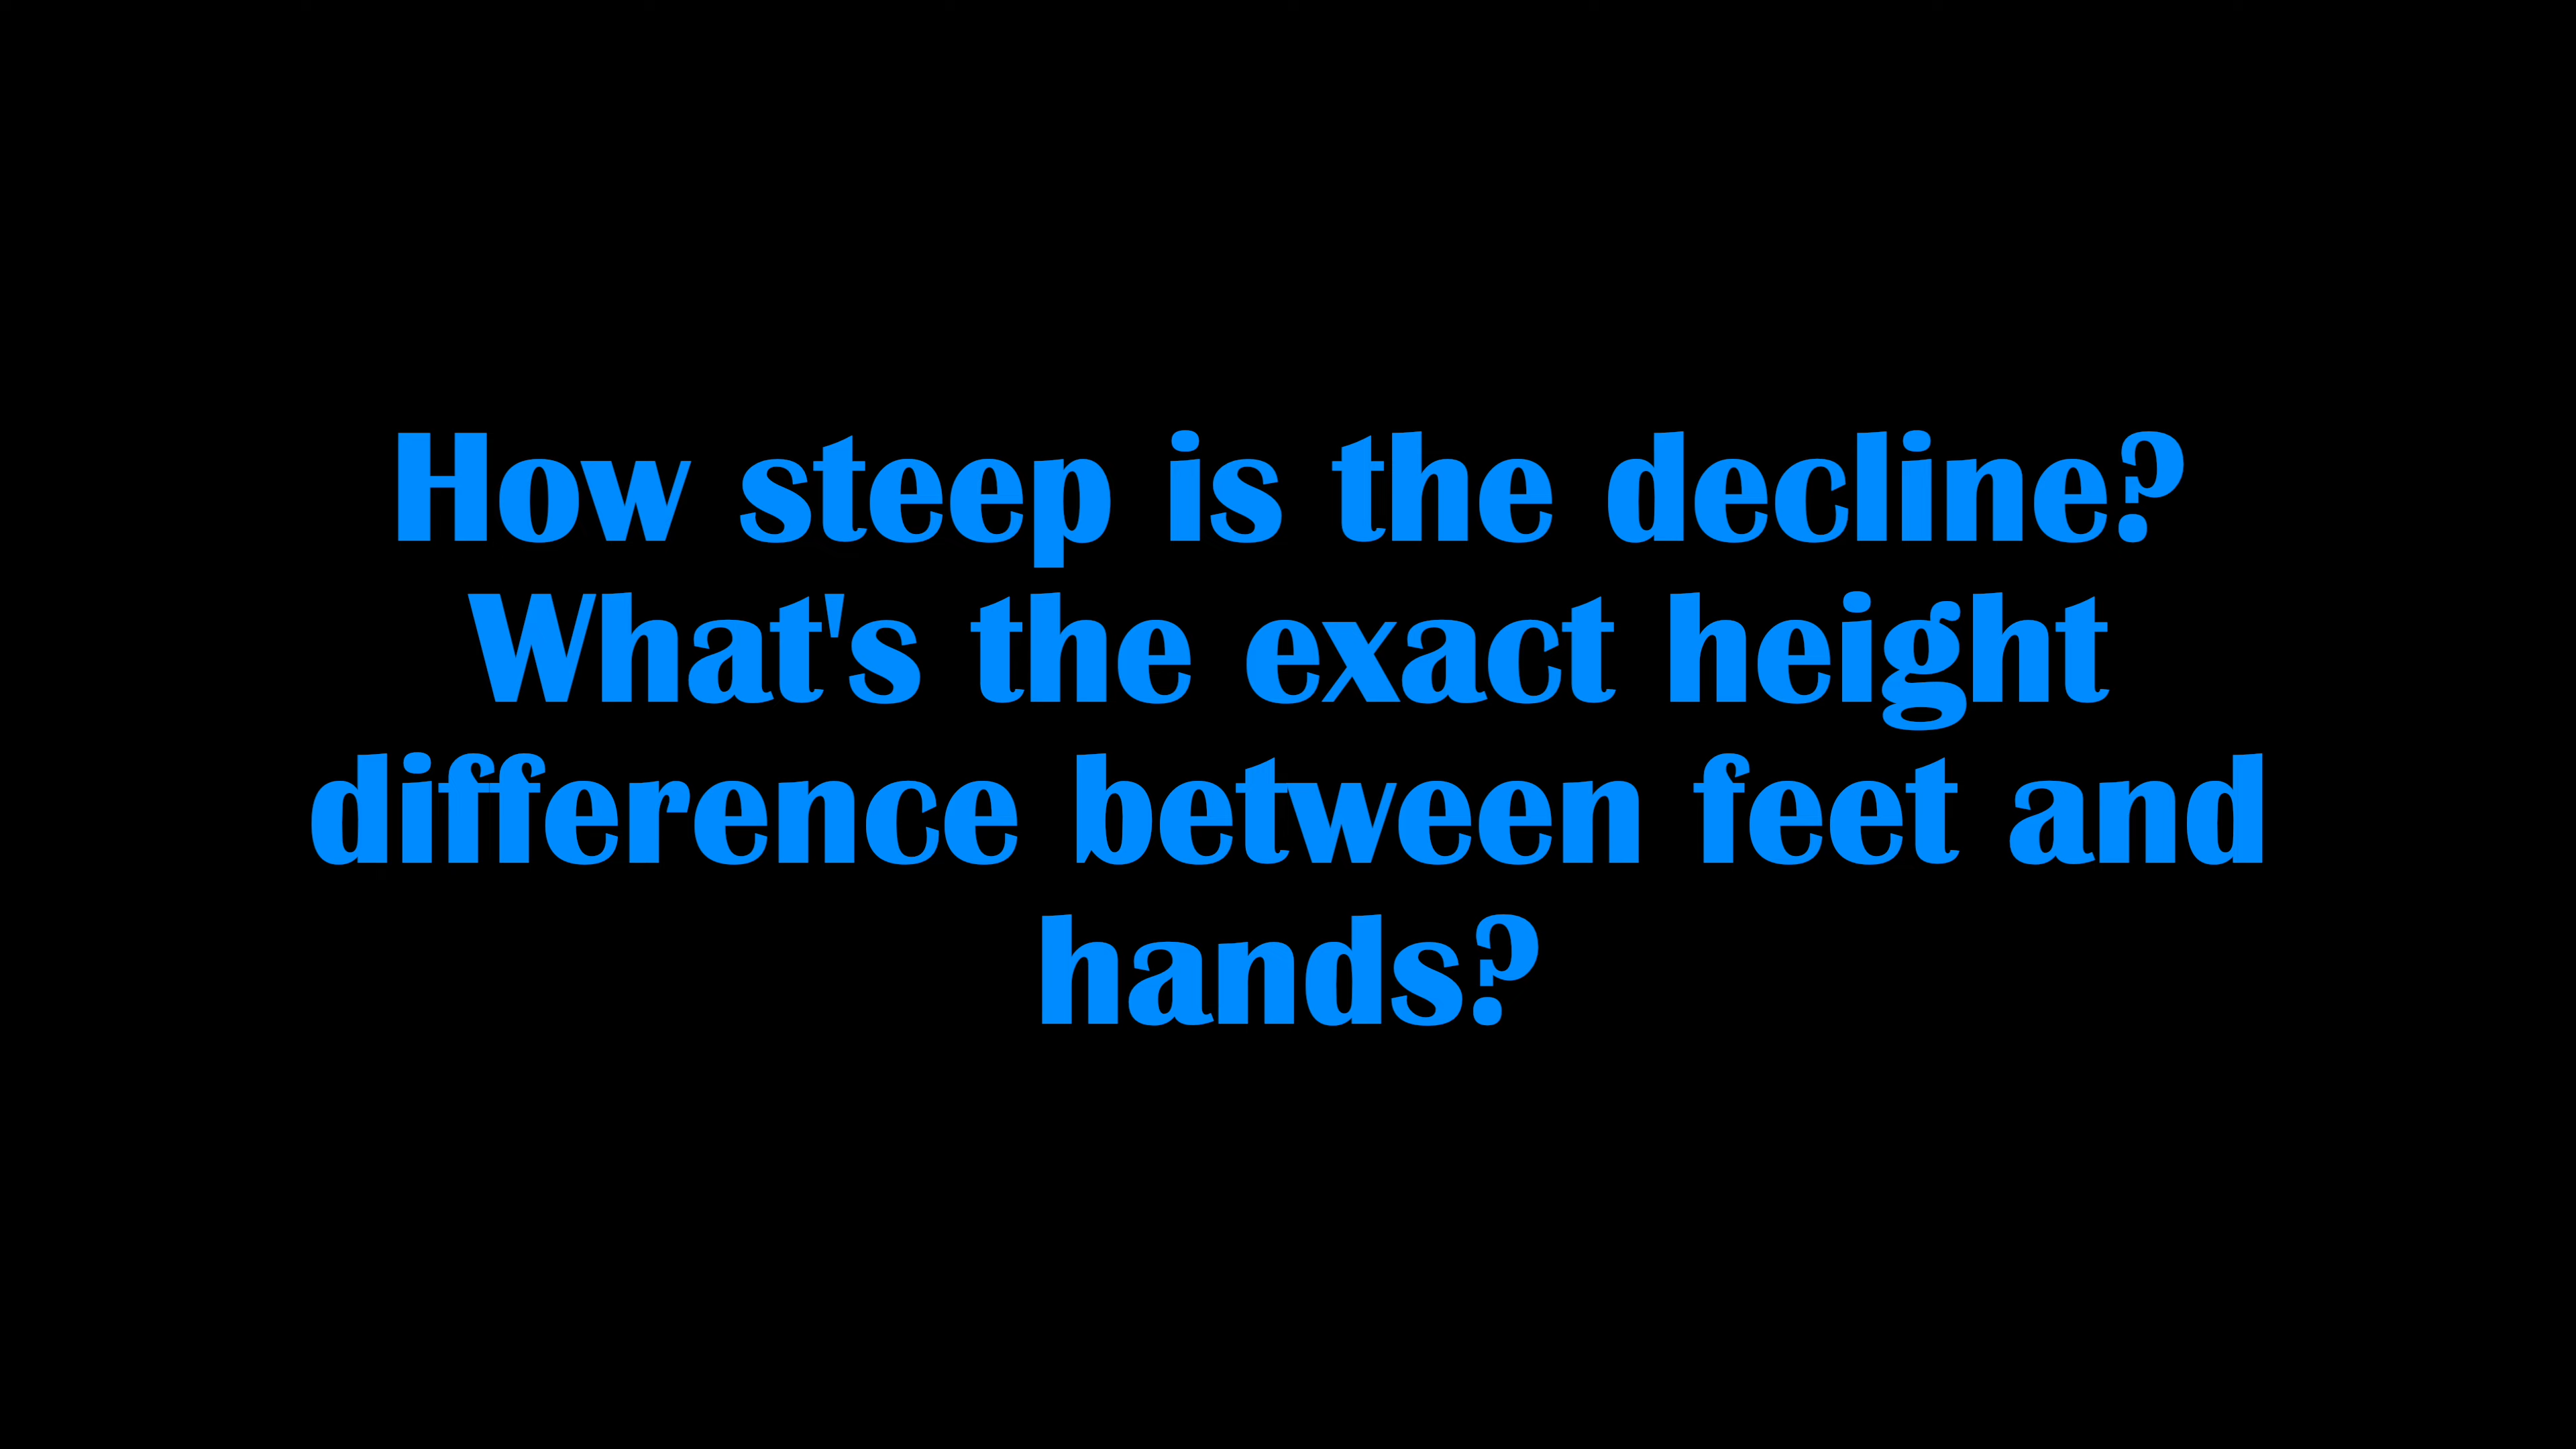 How steep is the decline?
What's the exact height
difference between feet and
hands?